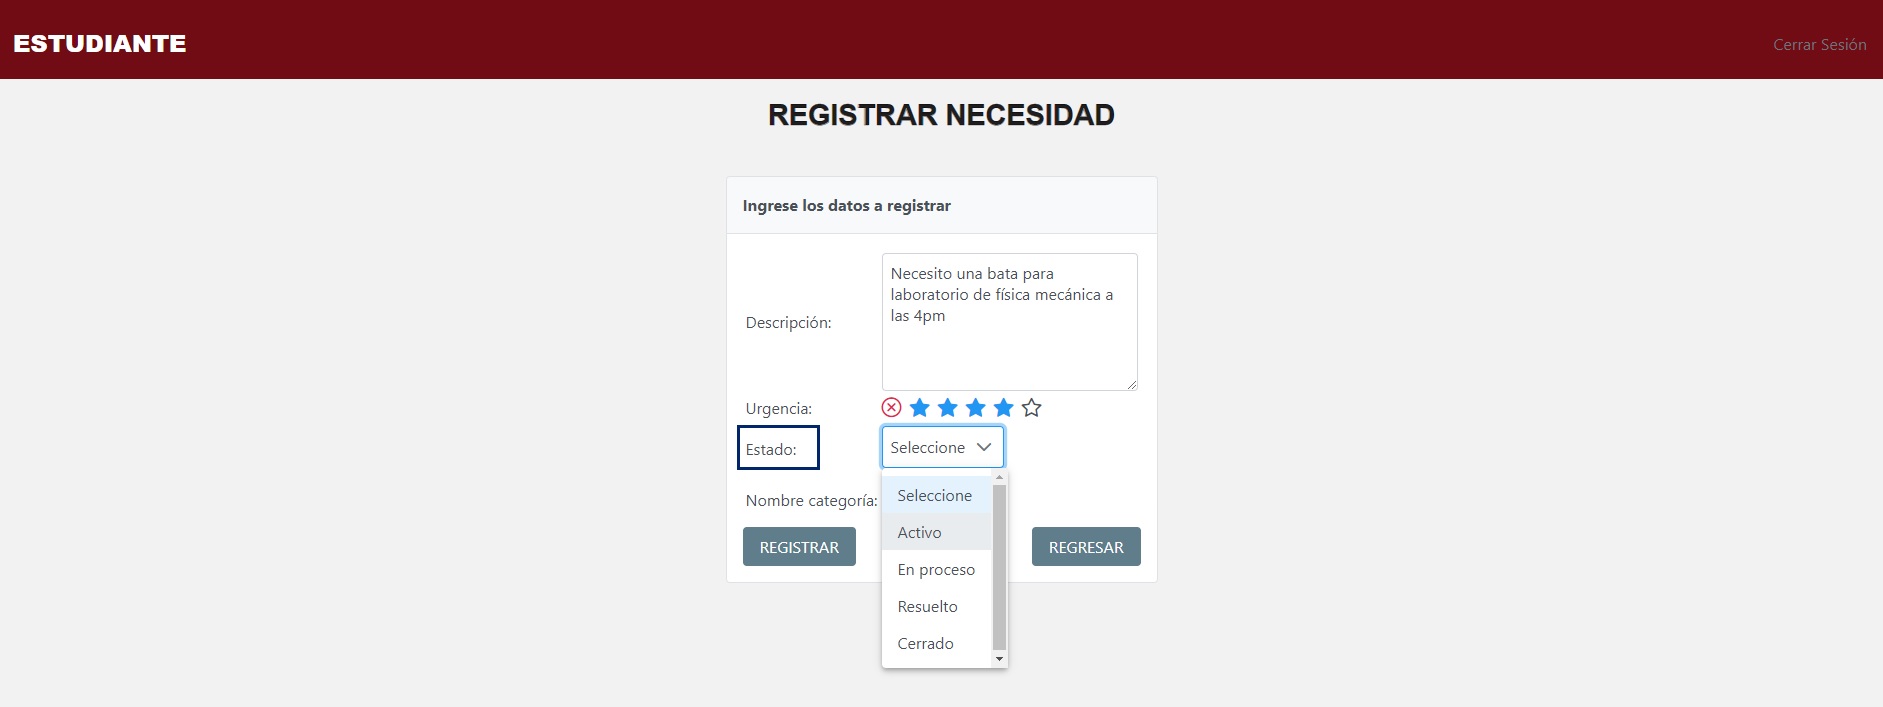 ESTUDIANTE
Cerrar Sesión
REGISTRAR NECESIDAD
Ingrese los datos a registrar
Descripción:
Necesito una bata para
laboratorio de física mecánica a
las 4pm
Urgencia:
Estado:
Seleccione
Seleccione
Activo
En proceso
Resuelto
Cerrado
Nombre categoría:
REGISTRAR
REGRESAR